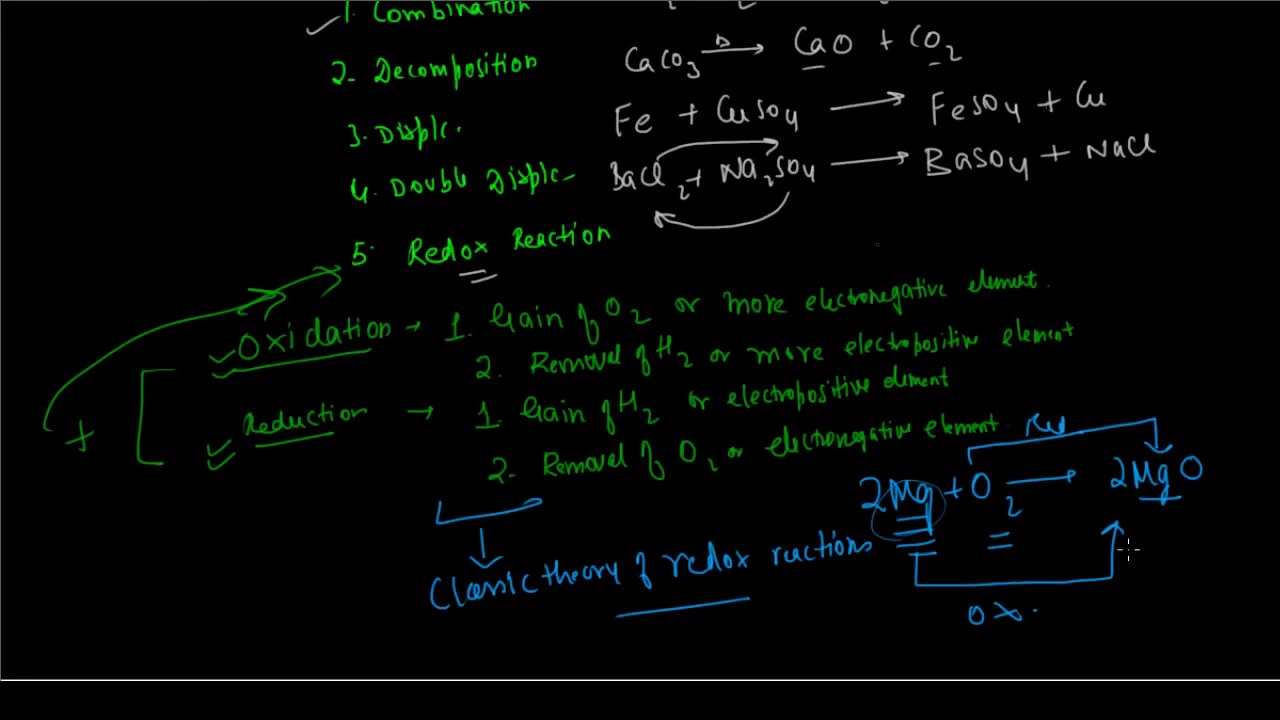 1. Combination
2. Decomposition
CaCO3 Δ → CaO + CO2
3. Displc.
Fe + CuSO4 → FeSO4 + Cu
4. Double Displc-
BaCl2 + Na2SO4 → BaSO4 + NaCl
5. Redox Reaction
Oxidation → 1. Gain of O2 or more electronegative element.
2. Removal of H2 or more electropositive element
+ Reduction → 1. Gain of H2 or electropositive element
2. Removal of O2 or electronegative element.
Red
2Mg + O2 → 2MgO
Classic theory of redox reactions
ox.